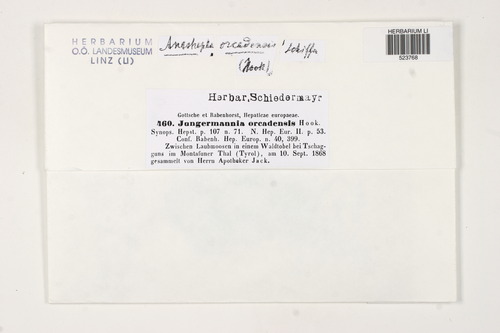 HERBARIUM
O.Ö. LANDESMUSEUM
LINZ (LI)
Anastrepta orcadensis Schiffn
(Hook)
HERBARIUM LI
523768
Herbar, Schiedermayr
Gottsche et Rabenhorst, Hepaticae europaeae.
460. Jungermannia orcadensis Hook.
Synops. Hepat. p. 107 n. 71. N. Hep. Eur. II. p. 53.
Conf. Rabenh. Hep. Europ. n. 40, 399.
Zwischen Laubmoosen in einem Waldtobel bei Tschag-
guns im Montafuner Thal (Tyrol), am 10. Sept. 1868
gesammelt von Herrn Apotheker Jack.